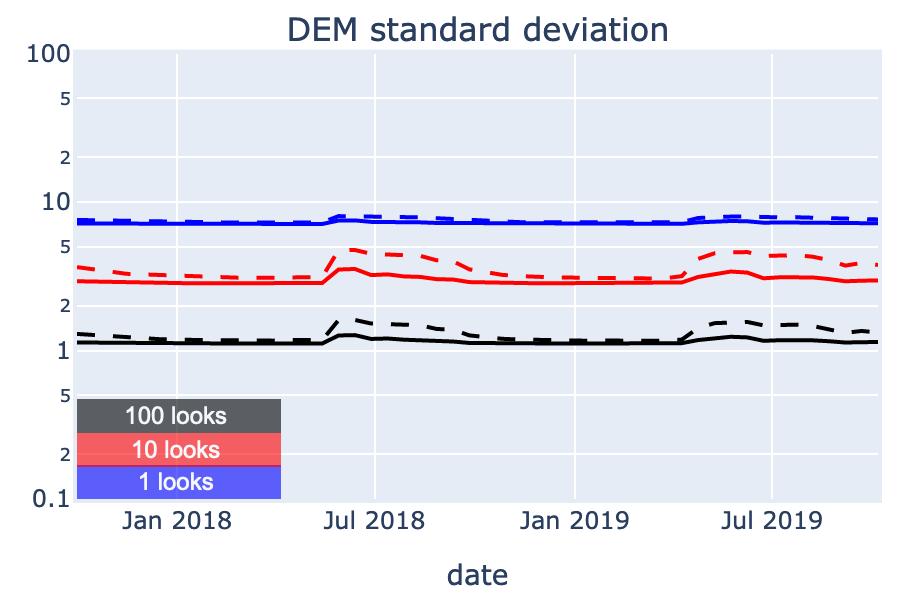 DEM standard deviation
100
5
2
10
5
2
1
5
2
0.1
100 looks
10 looks
1 looks
Jan 2018
Jul 2018
Jan 2019
Jul 2019
date